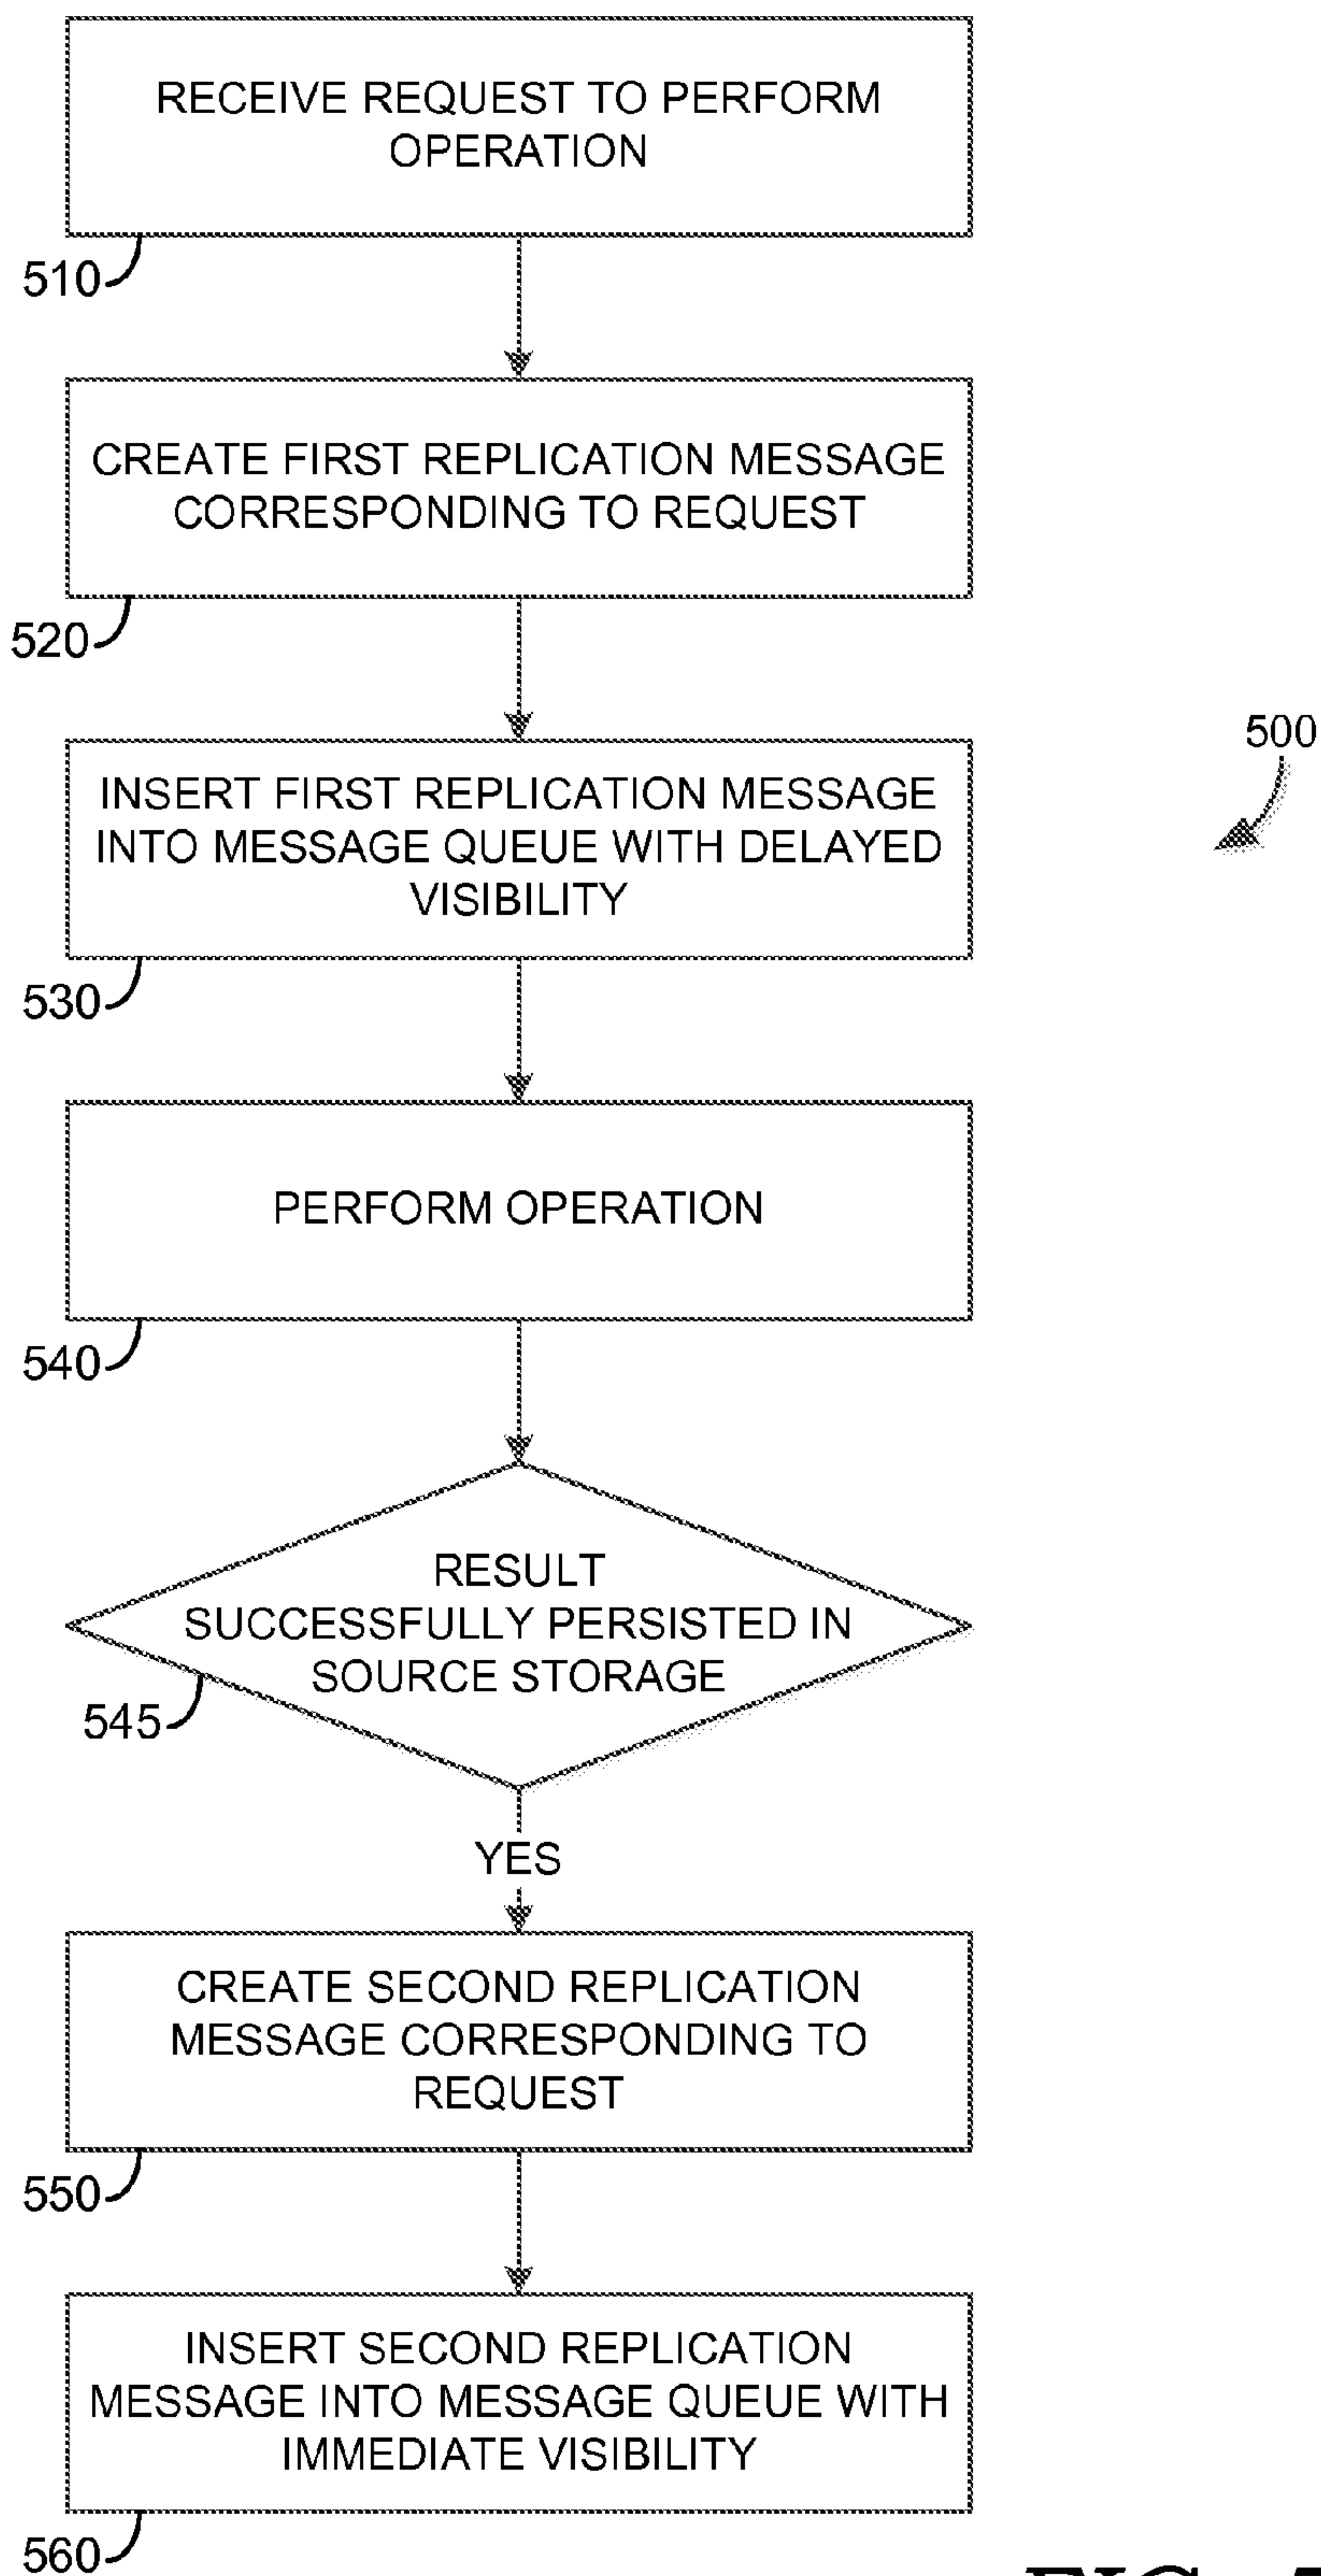 RECEIVE REQUEST TO PERFORM
OPERATION
510
CREATE FIRST REPLICATION MESSAGE
CORRESPONDING TO REQUEST
520
500
INSERT FIRST REPLICATION MESSAGE
INTO MESSAGE QUEUE WITH DELAYED
VISIBILITY
530
PERFORM OPERATION
540
RESULT
SUCCESSFULLY PERSISTED IN
SOURCE STORAGE
545
YES
CREATE SECOND REPLICATION
MESSAGE CORRESPONDING TO
REQUEST
550
INSERT SECOND REPLICATION
MESSAGE INTO MESSAGE QUEUE WITH
IMMEDIATE VISIBILITY
560